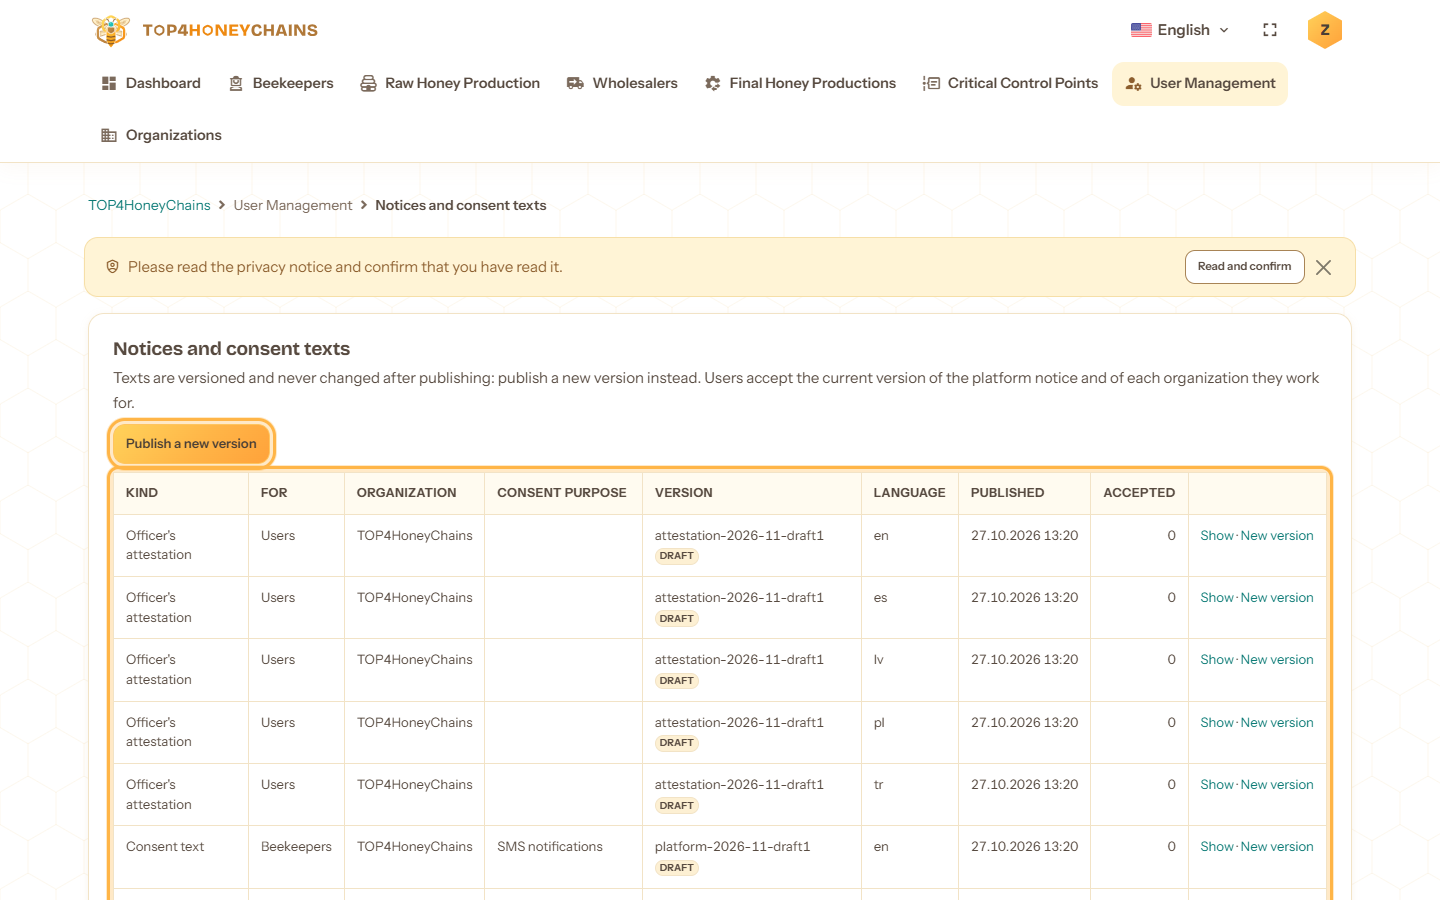 TOP4HONEYCHAINS
English
Z
Dashboard
Beekeepers
Raw Honey Production
Wholesalers
Final Honey Productions
Critical Control Points
User Management
Organizations
TOP4HoneyChains > User Management > Notices and consent texts
Please read the privacy notice and confirm that you have read it.
Read and confirm
Notices and consent texts
Texts are versioned and never changed after publishing: publish a new version instead. Users accept the current version of the platform notice and of each organization they work
for.
Publish a new version
KIND FOR ORGANIZATION CONSENT PURPOSE VERSION LANGUAGE PUBLISHED ACCEPTED
Officer's attestation Users TOP4HoneyChains attestation-2026-11-draft1 DRAFT en 27.10.2026 13:20 0 Show · New version
Officer's attestation Users TOP4HoneyChains attestation-2026-11-draft1 DRAFT es 27.10.2026 13:20 0 Show · New version
Officer's attestation Users TOP4HoneyChains attestation-2026-11-draft1 DRAFT lv 27.10.2026 13:20 0 Show · New version
Officer's attestation Users TOP4HoneyChains attestation-2026-11-draft1 DRAFT pl 27.10.2026 13:20 0 Show · New version
Officer's attestation Users TOP4HoneyChains attestation-2026-11-draft1 DRAFT tr 27.10.2026 13:20 0 Show · New version
Consent text Beekeepers TOP4HoneyChains SMS notifications platform-2026-11-draft1 DRAFT en 27.10.2026 13:20 0 Show · New version